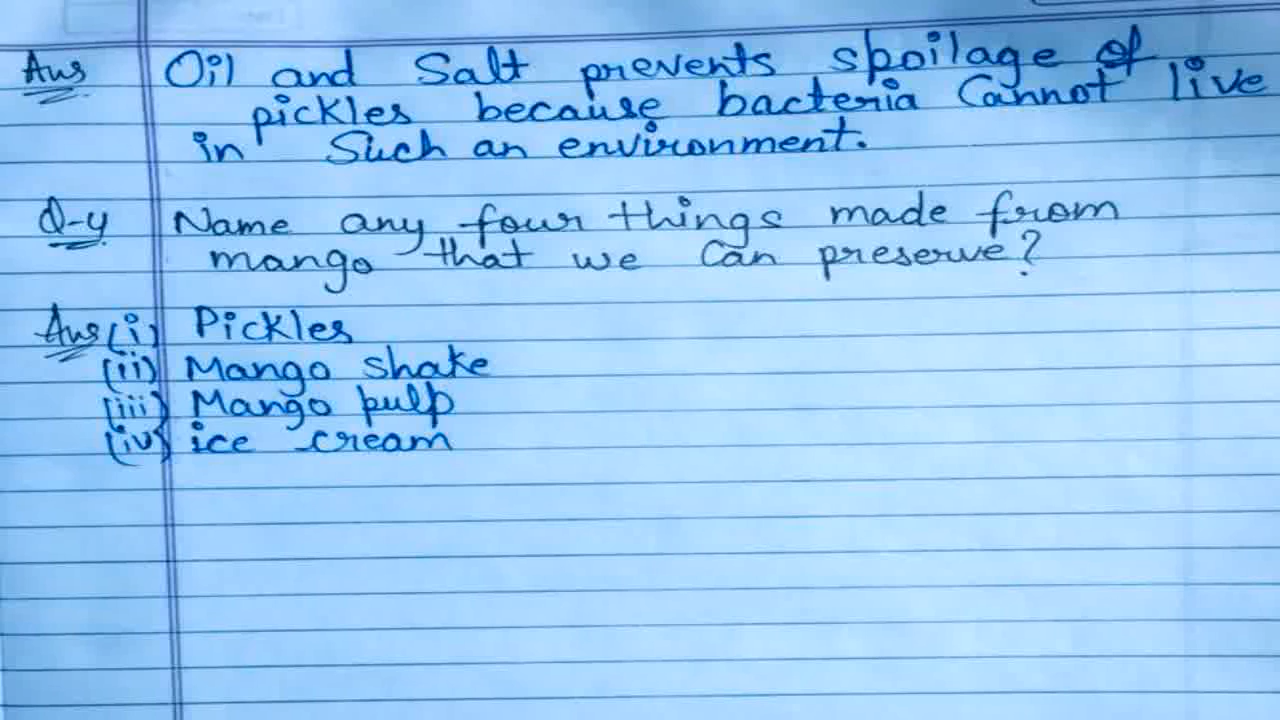 Ans Oil and Salt prevents spoilage of
pickles because bacteria Cannot live
in Such an environment.
Q-4 Name any four things made from
mango that we Can preserve?
Ans (i) Pickles
(ii) Mango shake
(iii) Mango pulp
(iv) ice cream